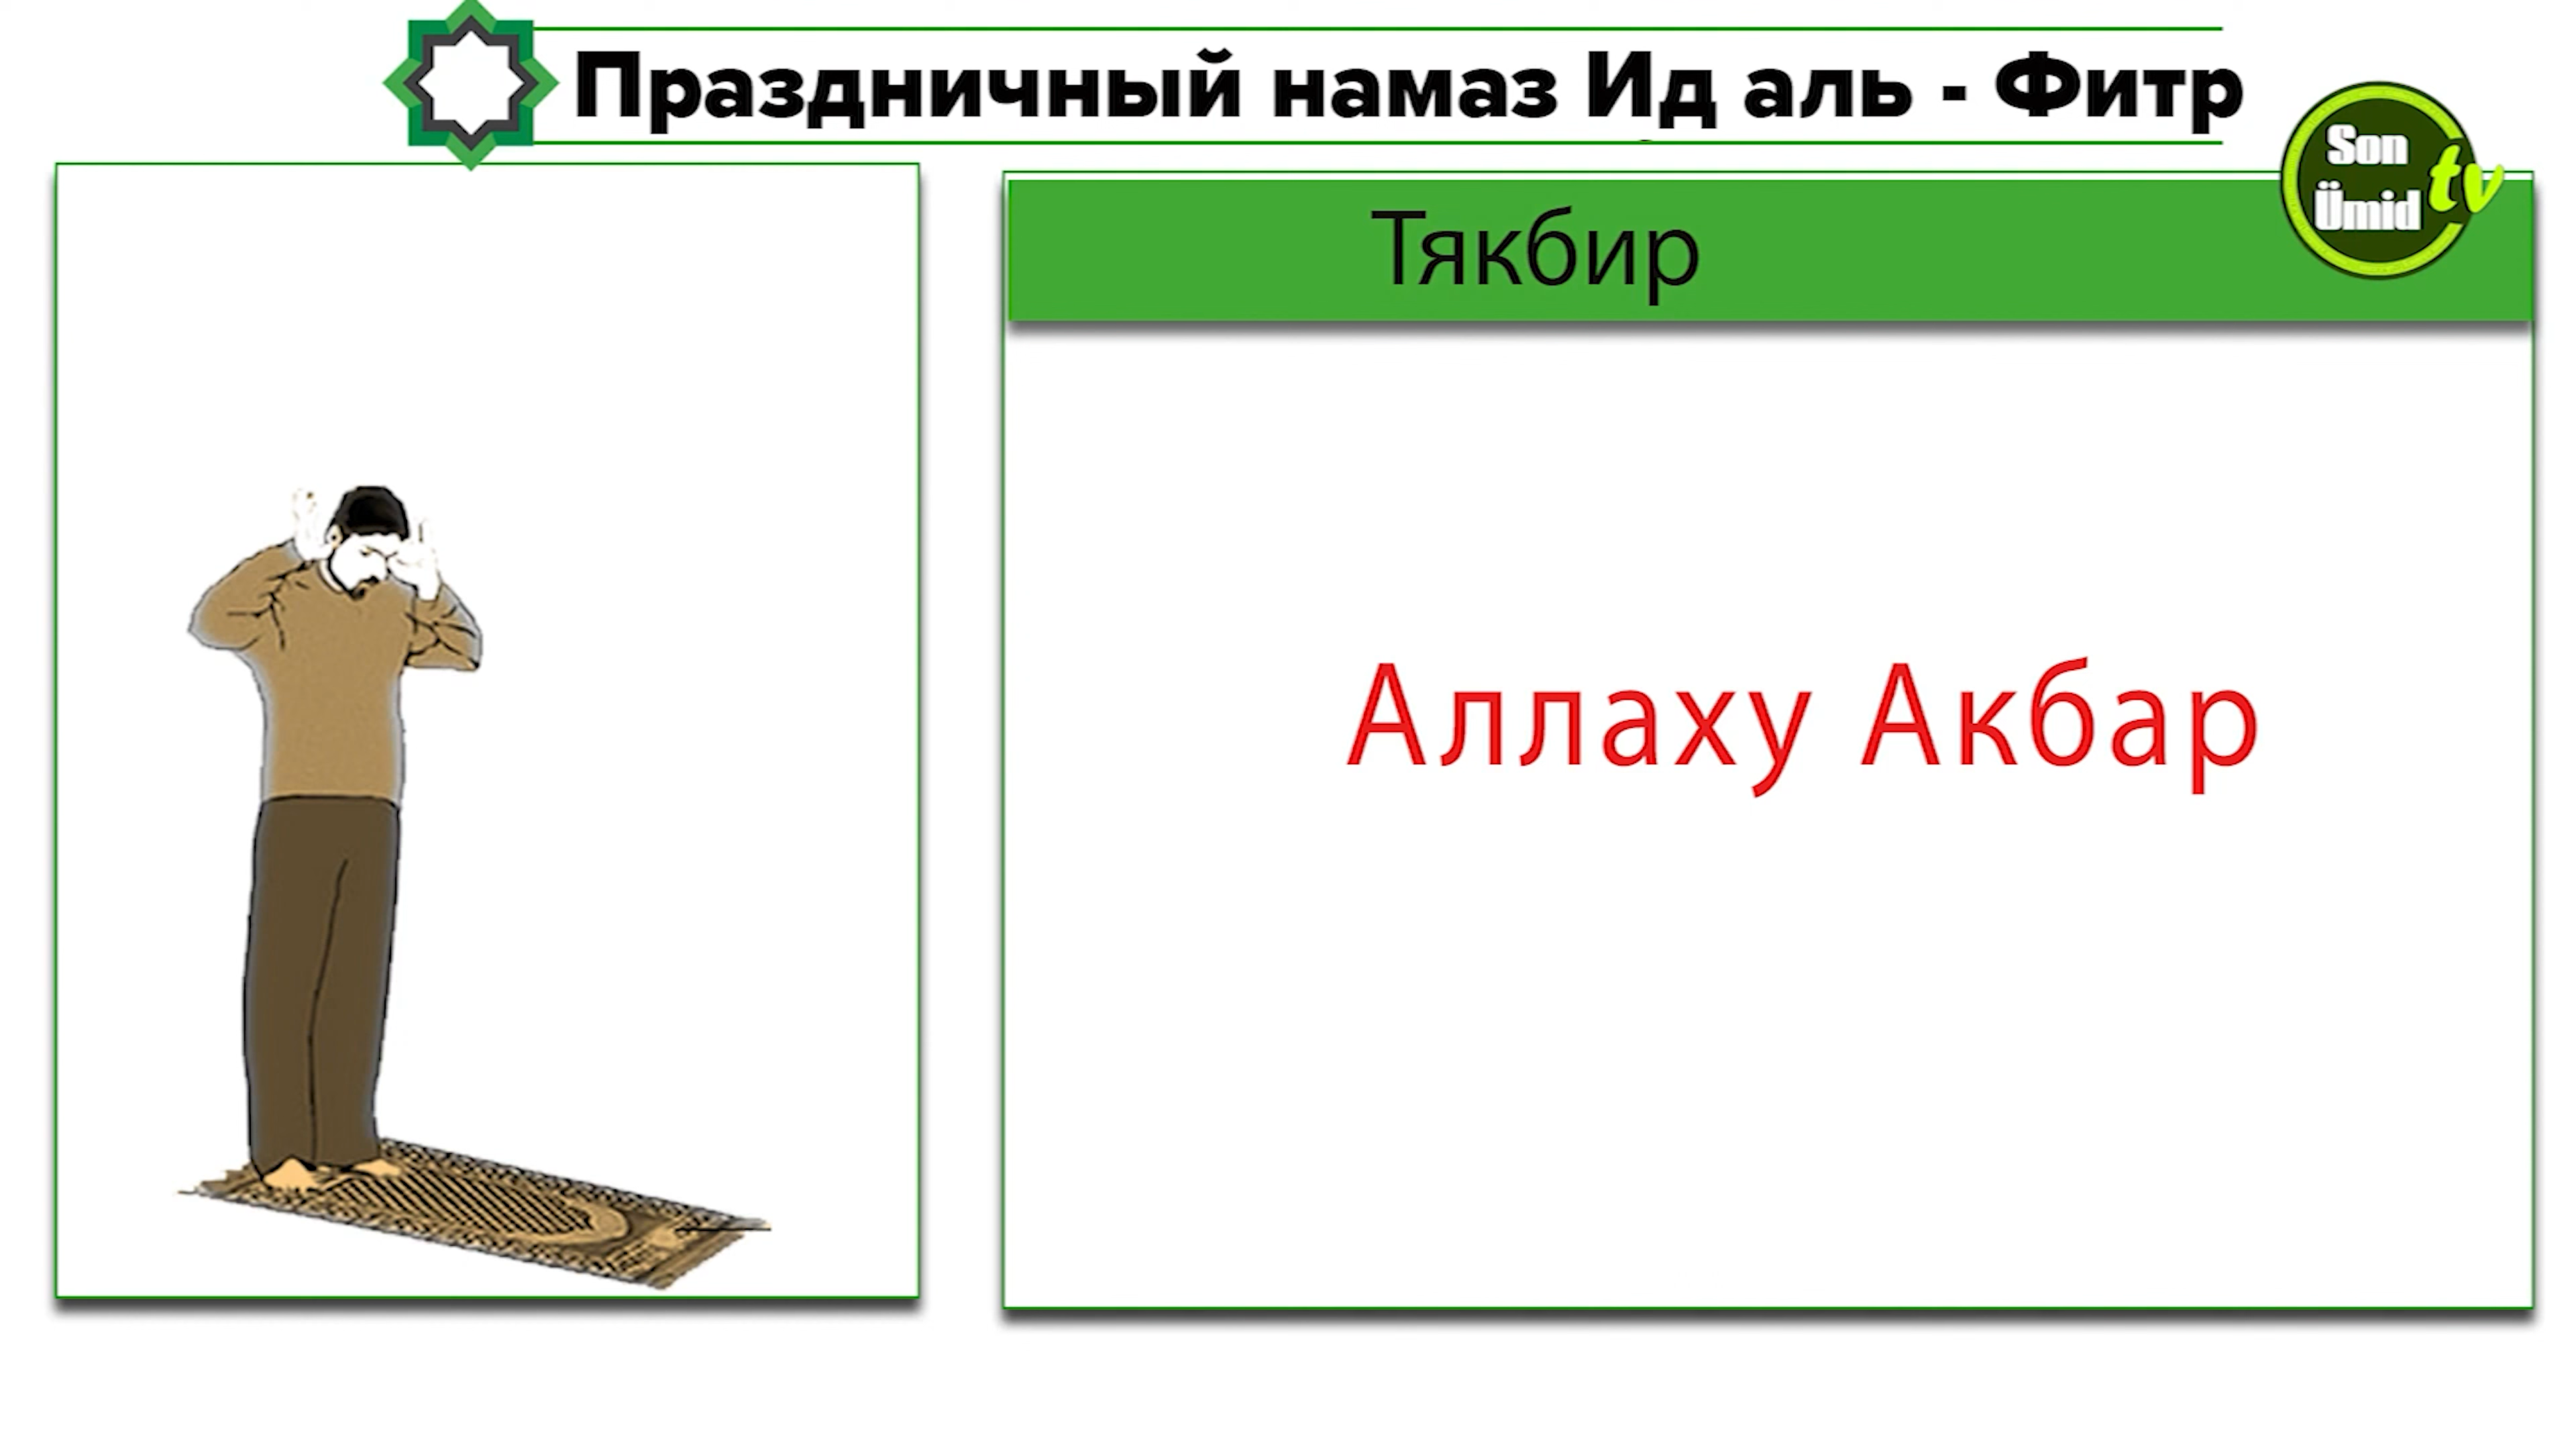 Праздничный намаз Ид аль - Фитр
Son
Ümid
tv
Тякбир
Аллаху Акбар